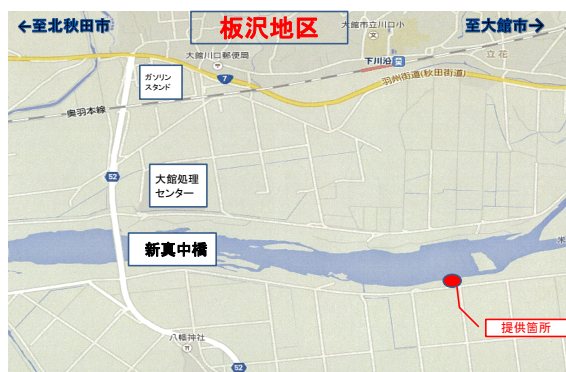 ←至北秋田市
板沢地区
大館市立川口小
至大館市→
大館川口郵便局
下川沿
立花
ガソリン
スタンド
7
羽州街道(秋田街道)
奥羽本線
52
大館処理
センター
新真中橋
米
提供箇所
八幡神社
52